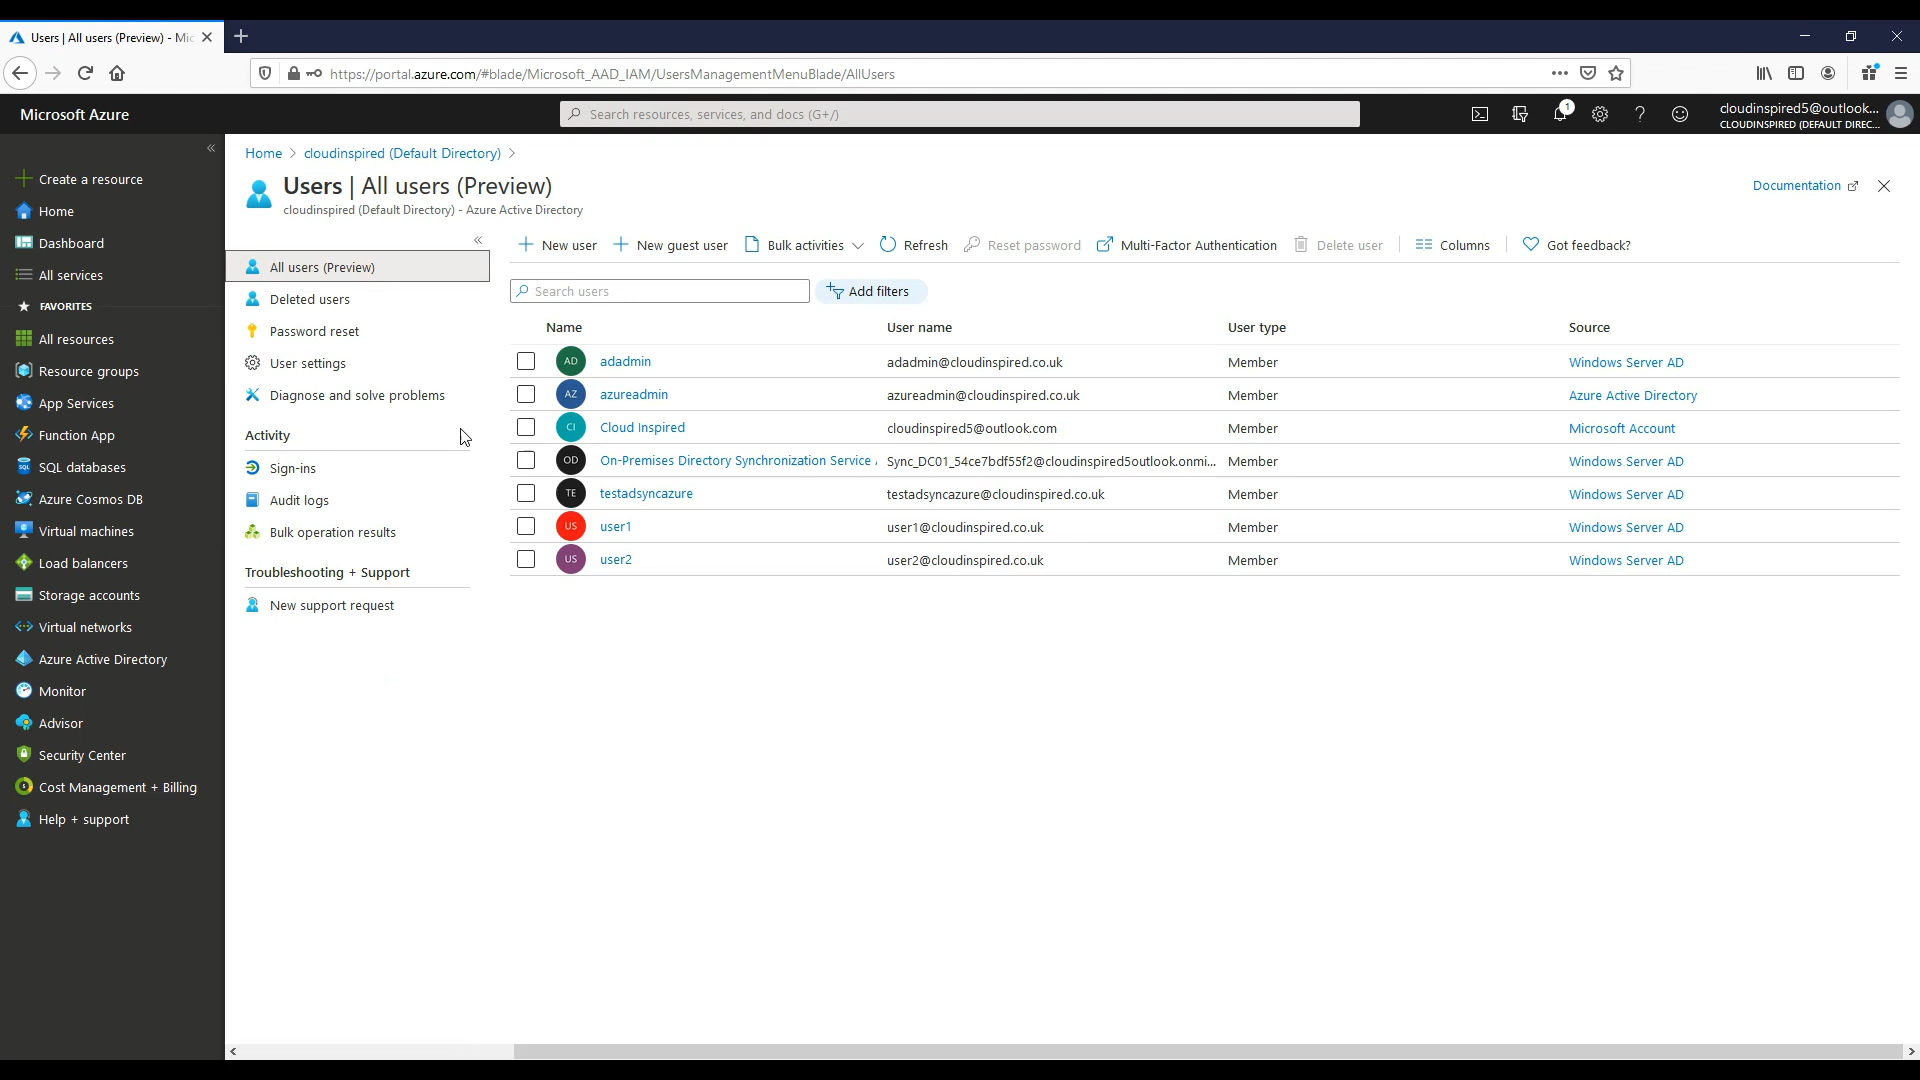 Users | All users (Preview) - Mic
https://portal.azure.com/#blade/Microsoft_AAD_IAM/UsersManagementMenuBlade/AllUsers
Microsoft Azure
Search resources, services, and docs (G+/)
1
cloudinspired5@outlook...
CLOUDINSPIRED (DEFAULT DIREC...
Create a resource
Home
Dashboard
All services
FAVORITES
All resources
Resource groups
App Services
Function App
SQL databases
Azure Cosmos DB
Virtual machines
Load balancers
Storage accounts
Virtual networks
Azure Active Directory
Monitor
Advisor
Security Center
Cost Management + Billing
Help + support
Home > cloudinspired (Default Directory) >
Users | All users (Preview)
cloudinspired (Default Directory) - Azure Active Directory
Documentation
All users (Preview)
Deleted users
Password reset
User settings
Diagnose and solve problems
Activity
Sign-ins
Audit logs
Bulk operation results
Troubleshooting + Support
New support request
New user New guest user Bulk activities Refresh Reset password Multi-Factor Authentication Delete user Columns Got feedback?
Search users Add filters
Name User name User type Source
AD adadmin adadmin@cloudinspired.co.uk Member Windows Server AD
AZ azureadmin azureadmin@cloudinspired.co.uk Member Azure Active Directory
CI Cloud Inspired cloudinspired5@outlook.com Member Microsoft Account
OD On-Premises Directory Synchronization Service Sync_DC01_54ce7bdf55f2@cloudinspired5outlook.onmi... Member Windows Server AD
TE testadsyncazure testadsyncazure@cloudinspired.co.uk Member Windows Server AD
US user1 user1@cloudinspired.co.uk Member Windows Server AD
US user2 user2@cloudinspired.co.uk Member Windows Server AD